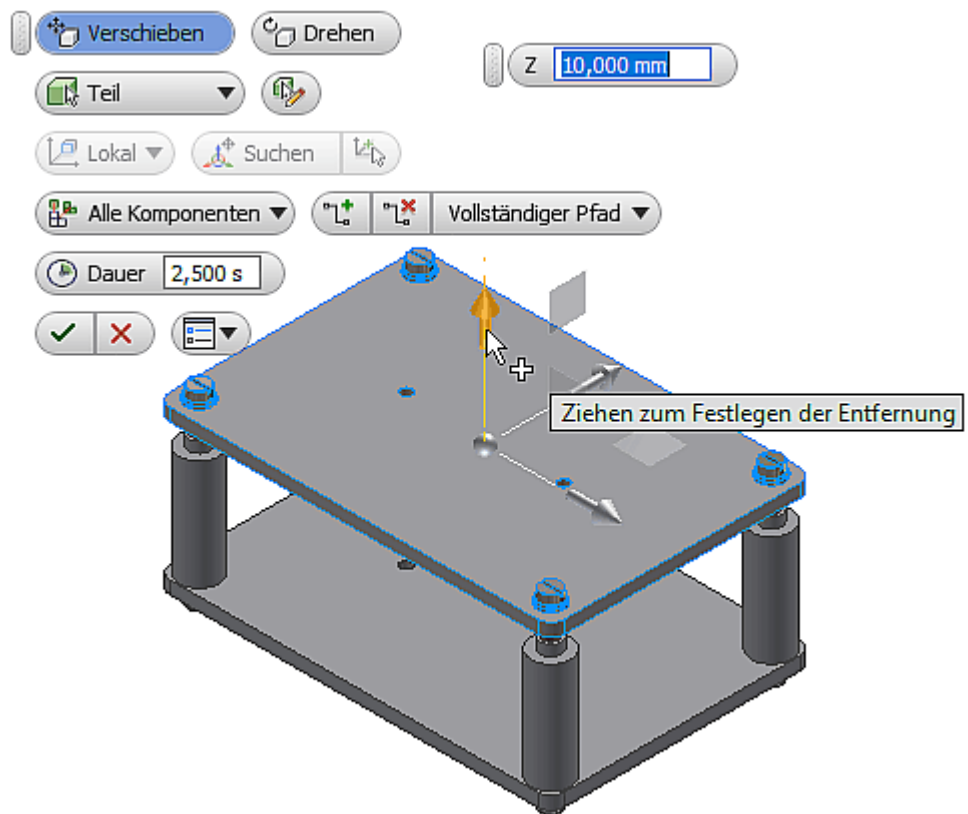 Verschieben Drehen
Z 10,000 mm
Teil
Lokal Suchen
Alle Komponenten Vollständiger Pfad
Dauer 2,500 s
Ziehen zum Festlegen der Entfernung